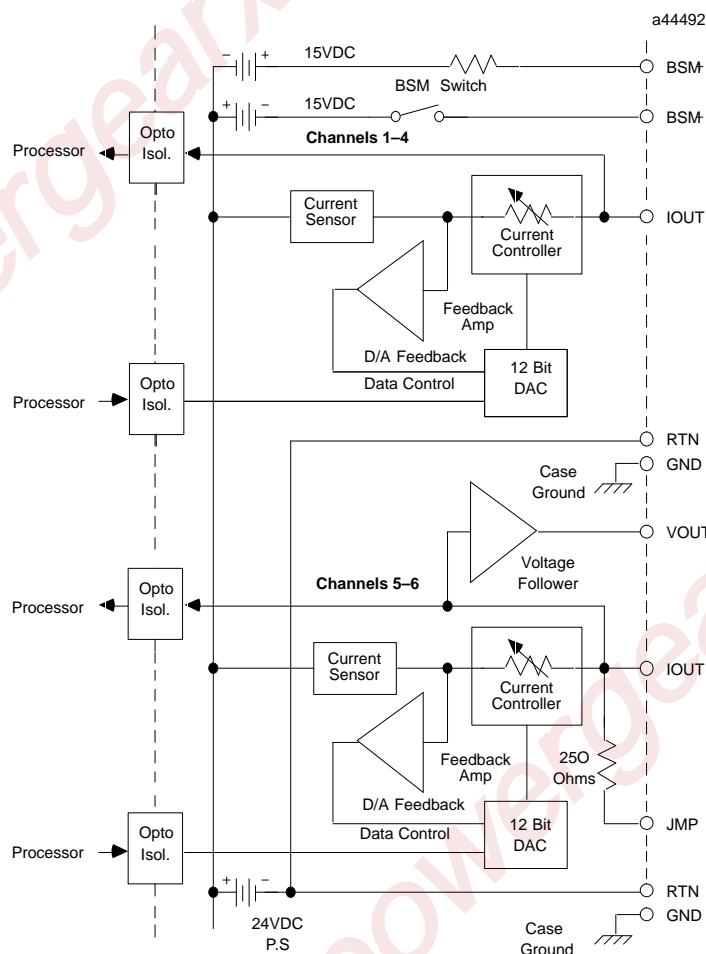 a44492
15VDC
BSM+
BSM Switch
15VDC
BSM+
Channels 1–4
Opto
Isol.
Processor
Current
Sensor
Current
Controller
IOUT
Feedback
Amp
D/A Feedback
Data Control
12 Bit
DAC
Opto
Isol.
Processor
RTN
GND
Case
Ground
VOUT
Voltage
Follower
Channels 5–6
Opto
Isol.
Processor
Current
Sensor
Current
Controller
IOUT
Feedback
Amp
25O
Ohms
D/A Feedback
Data Control
12 Bit
DAC
JMP
Opto
Isol.
Processor
RTN
GND
24VDC
P.S
Case
Ground